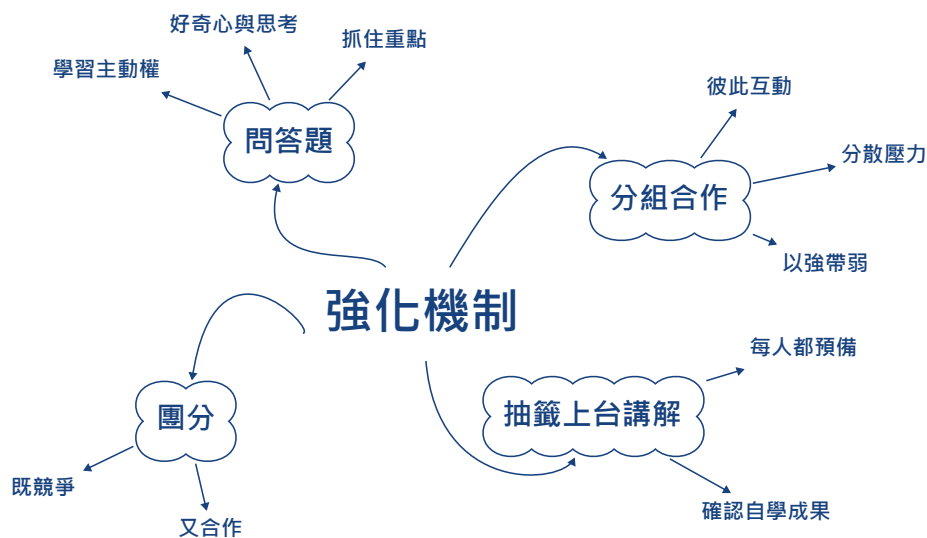 好奇心與思考
抓住重點
學習主動權
問答題
彼此互動
分散壓力
分組合作
以強帶弱
強化機制
每人都預備
抽籤上台講解
確認自學成果
團分
既競爭
又合作